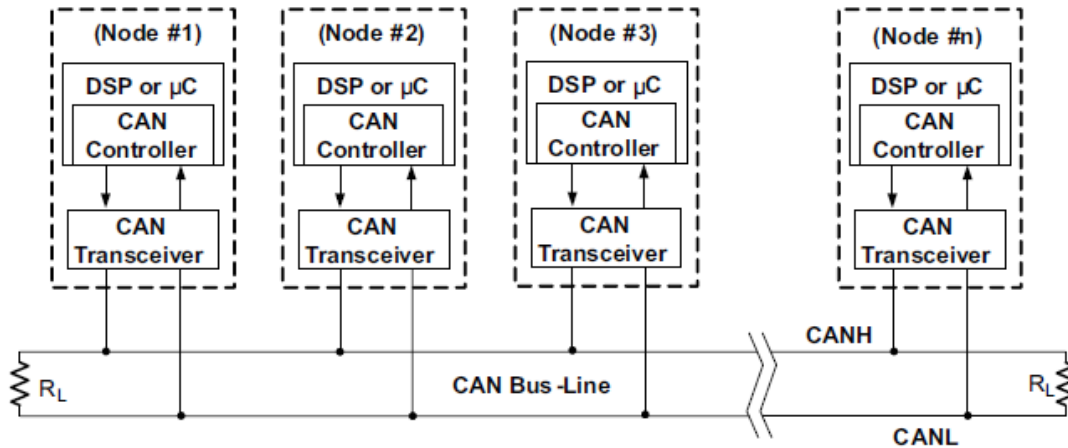 (Node #1)
DSP or µC
CAN
Controller
CAN
Transceiver
(Node #2)
DSP or µC
CAN
Controller
CAN
Transceiver
(Node #3)
DSP or µC
CAN
Controller
CAN
Transceiver
(Node #n)
DSP or µC
CAN
Controller
CAN
Transceiver
CANH
RL
CAN Bus-Line
RL
CANL